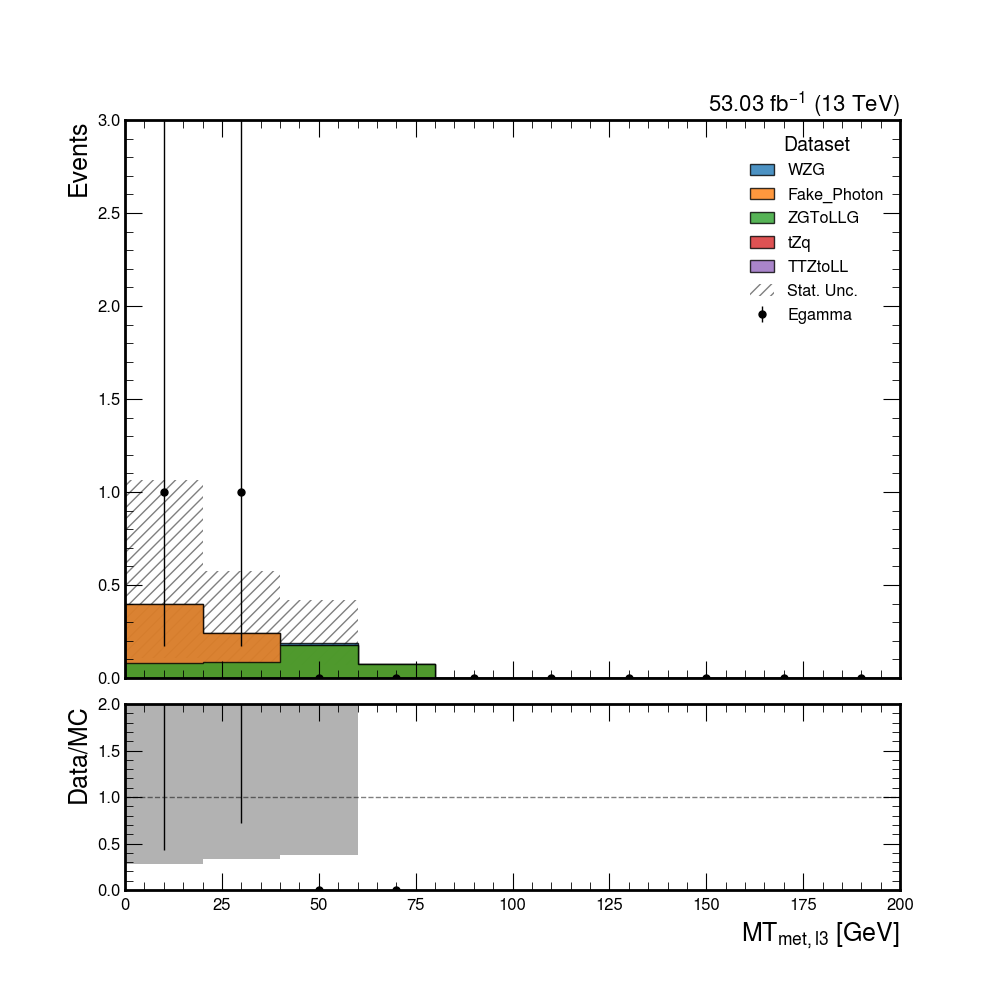 53.03 fb⁻¹ (13 TeV)
Events
3.0
2.5
2.0
1.5
1.0
0.5
0.0
Dataset
WZG
Fake_Photon
ZGToLLG
tZq
TTZtoLL
Stat. Unc.
Egamma
Data/MC
2.0
1.5
1.0
0.5
0.0
0 25 50 75 100 125 150 175 200
MT_met, l3 [GeV]